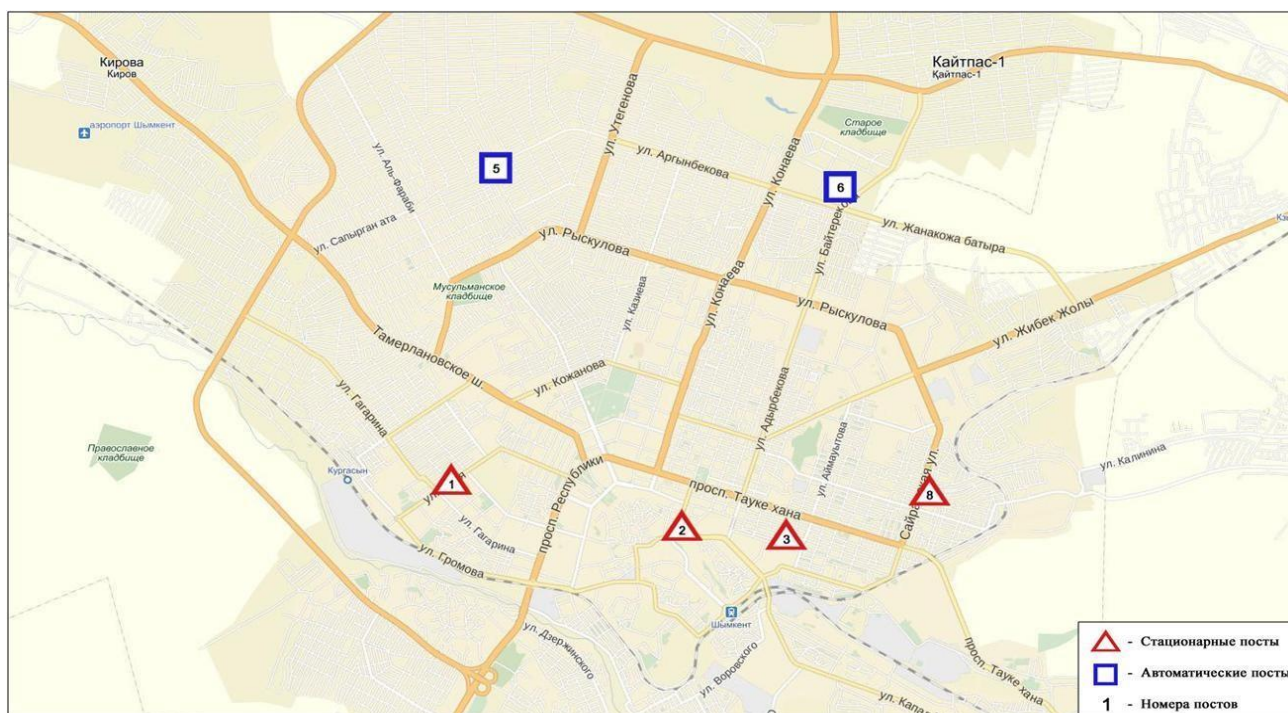 Кирова
Киров
Кайтпас-1
Қайтпас-1
аэропорт Шымкент
Старое
кладбище
ул. Утегенова
ул. Аль-Фараби
ул. Аргынбекова
ул. Конаева
5
6
ул. Сапырган ата
ул. Рыскулова
ул. Байтерекова
ул. Жанакожа батыра
Мусульманское
кладбище
ул. Казиева
ул. Конаева
ул. Рыскулова
ул. Жибек Жолы
Тамерлановское ш.
ул. Кожанова
ул. Гагарина
ул. Адырбекова
ул. Аймаутова
Православное
кладбище
Кургасын
ул. Калинина
1
просп. Республики
просп. Тауке хана
8
2
3
ул. Гагарина
ул. Громова
Шымкент
ул. Дзержинского
ул. Воровского
просп. Тауке хана
- Стационарные посты
- Автоматические посты
1 - Номера постов